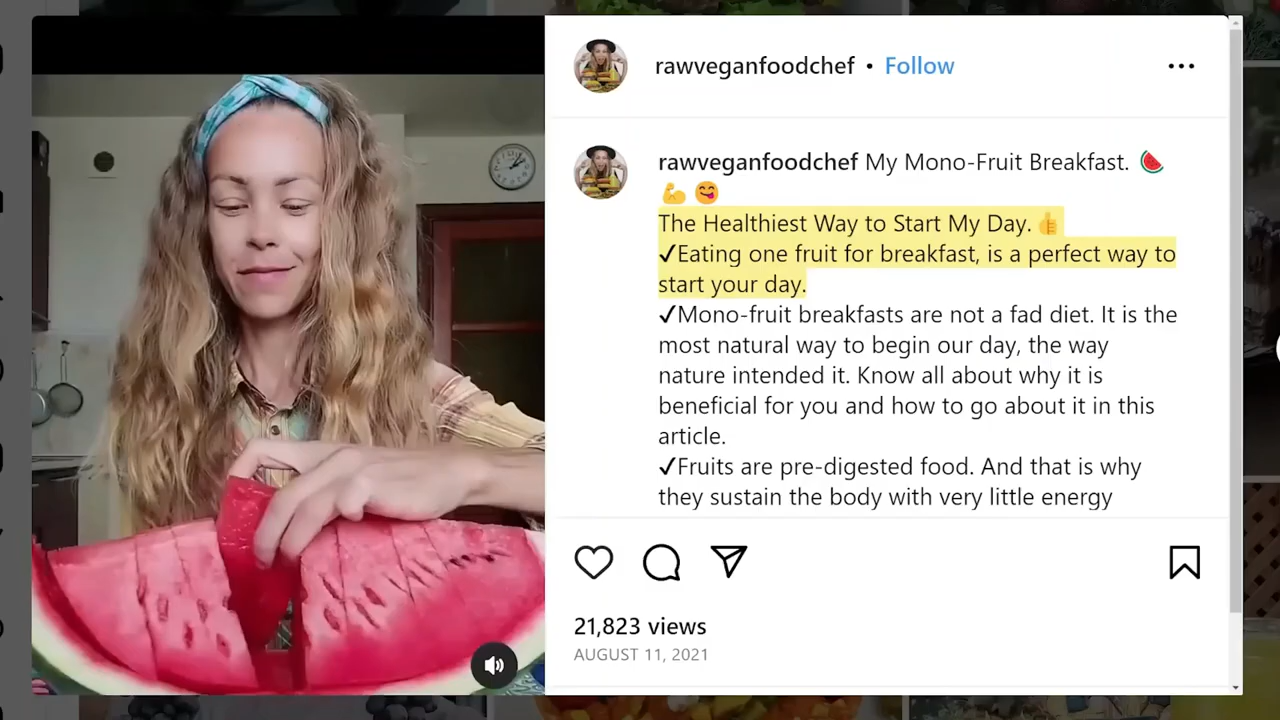 rawveganfoodchef • Follow
rawveganfoodchef My Mono-Fruit Breakfast. 🍉
💪 😋
The Healthiest Way to Start My Day. 👍
✓Eating one fruit for breakfast, is a perfect way to
start your day.
✓Mono-fruit breakfasts are not a fad diet. It is the
most natural way to begin our day, the way
nature intended it. Know all about why it is
beneficial for you and how to go about it in this
article.
✓Fruits are pre-digested food. And that is why
they sustain the body with very little energy
21,823 views
AUGUST 11, 2021